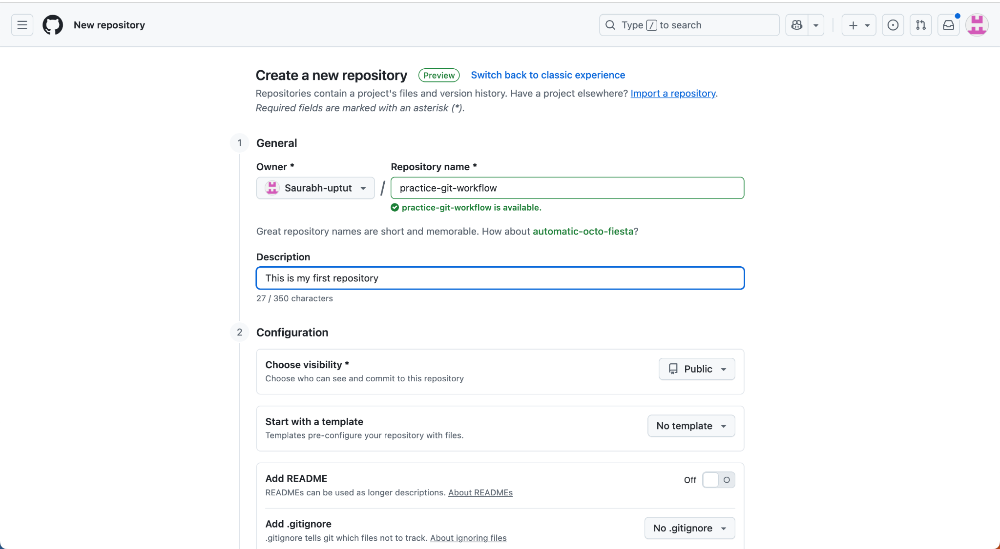 New repository
Type / to search
Create a new repository Preview Switch back to classic experience
Repositories contain a project's files and version history. Have a project elsewhere? Import a repository.
Required fields are marked with an asterisk (*).
1 General
Owner * Repository name *
Saurabh-uptut / practice-git-workflow
practice-git-workflow is available.
Great repository names are short and memorable. How about automatic-octo-fiesta?
Description
This is my first repository
27 / 350 characters
2 Configuration
Choose visibility * Public
Choose who can see and commit to this repository
Start with a template No template
Templates pre-configure your repository with files.
Add README Off
READMEs can be used as longer descriptions. About READMEs
Add .gitignore No .gitignore
.gitignore tells git which files not to track. About ignoring files